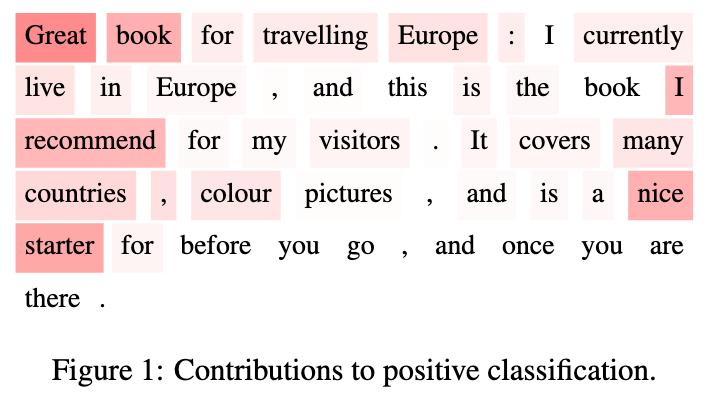 Great book for travelling Europe : I currently
live in Europe , and this is the book I
recommend for my visitors . It covers many
countries , colour pictures , and is a nice
starter for before you go , and once you are
there .
Figure 1: Contributions to positive classification.